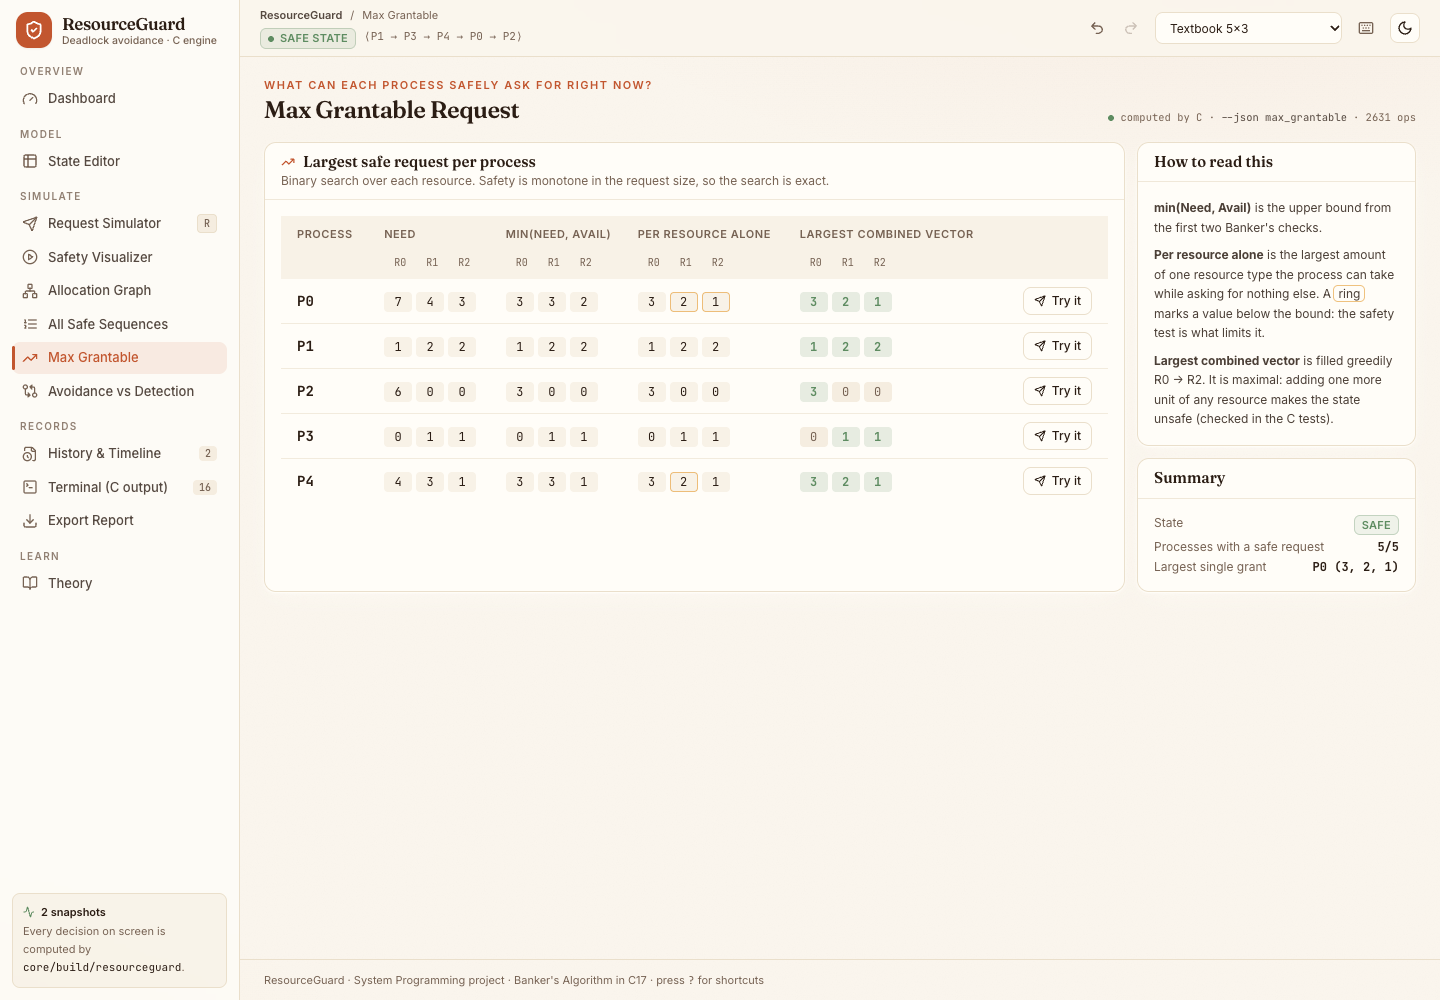 ResourceGuard
Deadlock avoidance · C engine
OVERVIEW
Dashboard
MODEL
State Editor
SIMULATE
Request Simulator R
Safety Visualizer
Allocation Graph
All Safe Sequences
Max Grantable
Avoidance vs Detection
RECORDS
History & Timeline 2
Terminal (C output) 16
Export Report
LEARN
Theory
2 snapshots
Every decision on screen is
computed by
core/build/resourceguard.
ResourceGuard / Max Grantable
SAFE STATE ⟨P1 → P3 → P4 → P0 → P2⟩
Textbook 5×3
WHAT CAN EACH PROCESS SAFELY ASK FOR RIGHT NOW?
Max Grantable Request
computed by C · --json max_grantable · 2631 ops
Largest safe request per process
Binary search over each resource. Safety is monotone in the request size, so the search is exact.
PROCESS NEED MIN(NEED, AVAIL) PER RESOURCE ALONE LARGEST COMBINED VECTOR
R0 R1 R2 R0 R1 R2 R0 R1 R2 R0 R1 R2
P0 7 4 3 3 3 2 3 2 1 3 2 1 Try it
P1 1 2 2 1 2 2 1 2 2 1 2 2 Try it
P2 6 0 0 3 0 0 3 0 0 3 0 0 Try it
P3 0 1 1 0 1 1 0 1 1 0 1 1 Try it
P4 4 3 1 3 3 1 3 2 1 3 2 1 Try it
How to read this
min(Need, Avail) is the upper bound from
the first two Banker's checks.
Per resource alone is the largest amount
of one resource type the process can take
while asking for nothing else. A ring
marks a value below the bound: the safety
test is what limits it.
Largest combined vector is filled greedily
R0 → R2. It is maximal: adding one more
unit of any resource makes the state
unsafe (checked in the C tests).
Summary
State SAFE
Processes with a safe request 5/5
Largest single grant P0 (3, 2, 1)
ResourceGuard · System Programming project · Banker's Algorithm in C17 · press ? for shortcuts